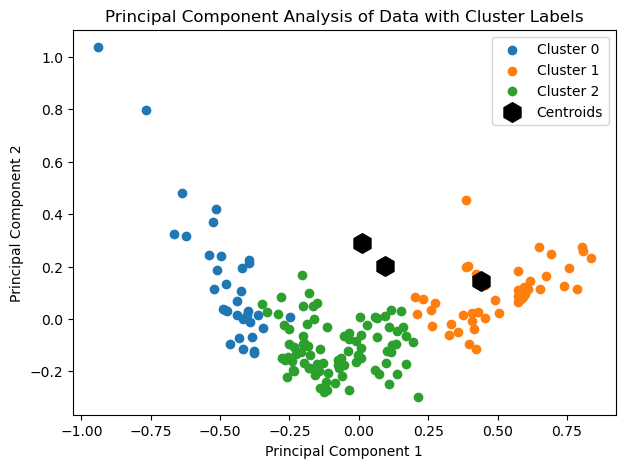 Principal Component Analysis of Data with Cluster Labels
Cluster 0
Cluster 1
Cluster 2
Centroids
Principal Component 2
1.0
0.8
0.6
0.4
0.2
0.0
−0.2
−1.00 −0.75 −0.50 −0.25 0.00 0.25 0.50 0.75
Principal Component 1